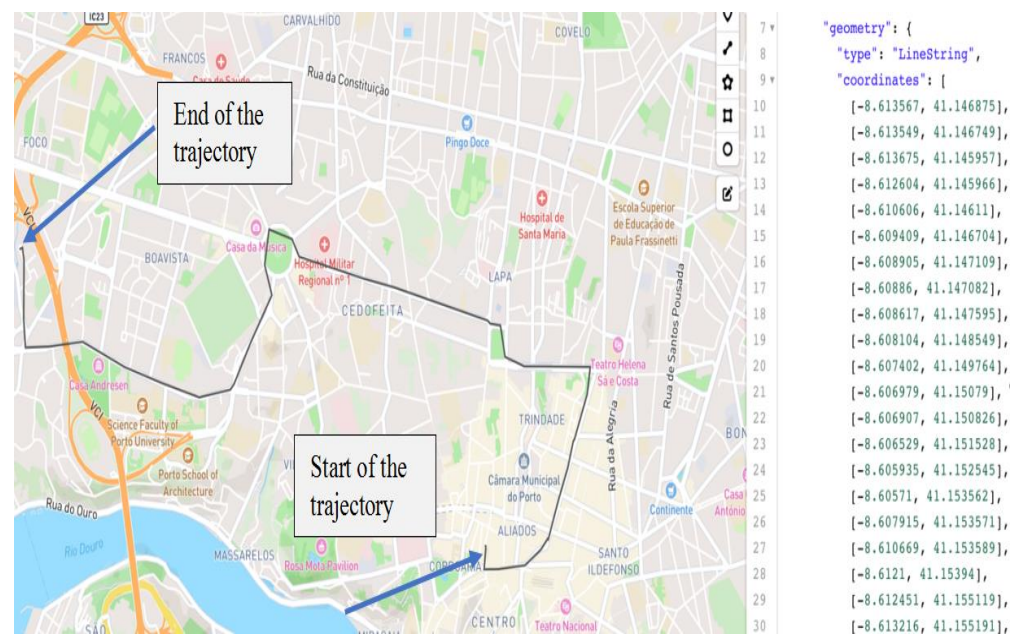 IC23
CARVALHIDO
COVELO
FRANCOS
Casa de Saude
Rua da Constituição
End of the
trajectory
FOCO
Pingo Doce
Hospital de
Santa Maria
Escola Superior
de Educação de
Paula Frassinetti
VCI
BOAVISTA
Casa da Música
Hospital Militar
Regional nº 1
LAPA
CEDOFEITA
Rua de Santos Pousada
Teatro Helena
Sá e Costa
Casa Andresen
VCI
Science Faculty of
Porto University
TRINDADE
Rua da Alegria
Start of the
trajectory
Porto School of
Architecture
Câmara Municipal
do Porto
Continente
Casa
António
Rua do Ouro
ALIADOS
Rio Douro
MASSARELOS
Rosa Mota Pavilion
SANTO
ILDEFONSO
CENTRO
Teatro Nacional
SÃO
7 "geometry": {
8 "type": "LineString",
9 "coordinates": [
10 [-8.613567, 41.146875],
11 [-8.613549, 41.146749],
12 [-8.613675, 41.145957],
13 [-8.612604, 41.145966],
14 [-8.610606, 41.14611],
15 [-8.609409, 41.146704],
16 [-8.608905, 41.147109],
17 [-8.60886, 41.147082],
18 [-8.608617, 41.147595],
19 [-8.608104, 41.148549],
20 [-8.607402, 41.149764],
21 [-8.606979, 41.15079],
22 [-8.606907, 41.150826],
23 [-8.606529, 41.151528],
24 [-8.605935, 41.152545],
25 [-8.60571, 41.153562],
26 [-8.607915, 41.153571],
27 [-8.610669, 41.153589],
28 [-8.6121, 41.15394],
29 [-8.612451, 41.155119],
30 [-8.613216, 41.155191],